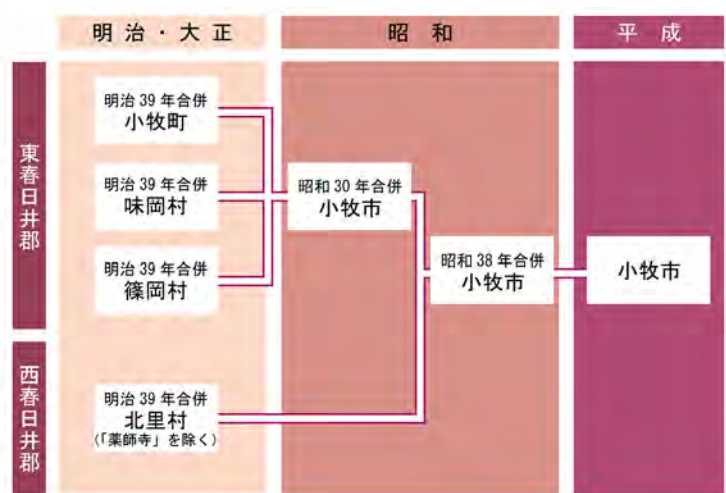 明治・大正
昭和
平成
東春日井郡
明治 39 年合併
小牧町
明治 39 年合併
味岡村
明治 39 年合併
篠岡村
昭和 30 年合併
小牧市
昭和 38 年合併
小牧市
小牧市
西春日井郡
明治 39 年合併
北里村
(「薬師寺」を除く)